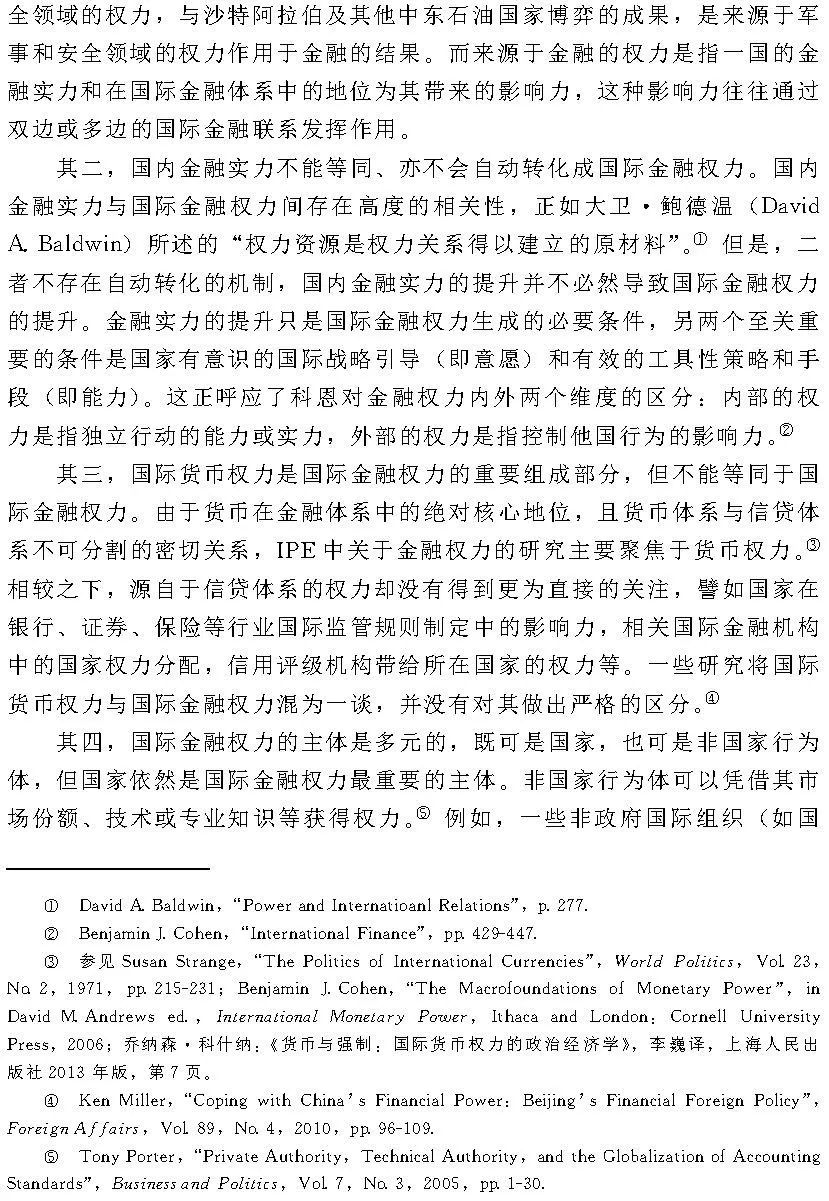 全领域的权力，与沙特阿拉伯及其他中东石油国家博弈的成果，是来源于军
事和安全领域的权力作用于金融的结果。而来源于金融的权力是指一国的金
融实力和在国际金融体系中的地位为其带来的影响力，这种影响力往往通过
双边或多边的国际金融联系发挥作用。
其二，国内金融实力不能等同、亦不会自动转化成国际金融权力。国内
金融实力与国际金融权力间存在高度的相关性，正如大卫·鲍德温（David
A. Baldwin）所述的“权力资源是权力关系得以建立的原材料”。① 但是，二
者不存在自动转化的机制，国内金融实力的提升并不必然导致国际金融权力
的提升。金融实力的提升只是国际金融权力生成的必要条件，另两个至关重
要的条件是国家有意识的国际战略引导（即意愿）和有效的工具性策略和手
段（即能力）。这正呼应了科恩对金融权力内外两个维度的区分：内部的权
力是指独立行动的能力或实力，外部的权力是指控制他国行为的影响力。②
其三，国际货币权力是国际金融权力的重要组成部分，但不能等同于国
际金融权力。由于货币在金融体系中的绝对核心地位，且货币体系与信贷体
系不可分割的密切关系，IPE中关于金融权力的研究主要聚焦于货币权力。③
相较之下，源自于信贷体系的权力却没有得到更为直接的关注，譬如国家在
银行、证券、保险等行业国际监管规则制定中的影响力，相关国际金融机构
中的国家权力分配，信用评级机构带给所在国家的权力等。一些研究将国际
货币权力与国际金融权力混为一谈，并没有对其做出严格的区分。④
其四，国际金融权力的主体是多元的，既可是国家，也可是非国家行为
体，但国家依然是国际金融权力最重要的主体。非国家行为体可以凭借其市
场份额、技术或专业知识等获得权力。⑤ 例如，一些非政府国际组织（如国
① David A. Baldwin, “Power and Internatioanl Relations”, p. 277.
② Benjamin J. Cohen, “International Finance”, pp. 429-447.
③ 参见 Susan Strange, “The Politics of International Currencies”, World Politics, Vol. 23,
No. 2, 1971, pp. 215-231; Benjamin J. Cohen, “The Macrofoundations of Monetary Power”, in
David M. Andrews ed., International Monetary Power, Ithaca and London: Cornell University
Press, 2006; 乔纳森·科什纳：《货币与强制：国际货币权力的政治经济学》，李巍译，上海人民出
版社 2013 年版，第 7 页。
④ Ken Miller, “Coping with China's Financial Power: Beijing's Financial Foreign Policy”,
Foreign Affairs, Vol. 89, No. 4, 2010, pp. 96-109.
⑤ Tony Porter, “Private Authority, Technical Authority, and the Globalization of Accounting
Standards”, Business and Politics, Vol. 7, No. 3, 2005, pp. 1-30.